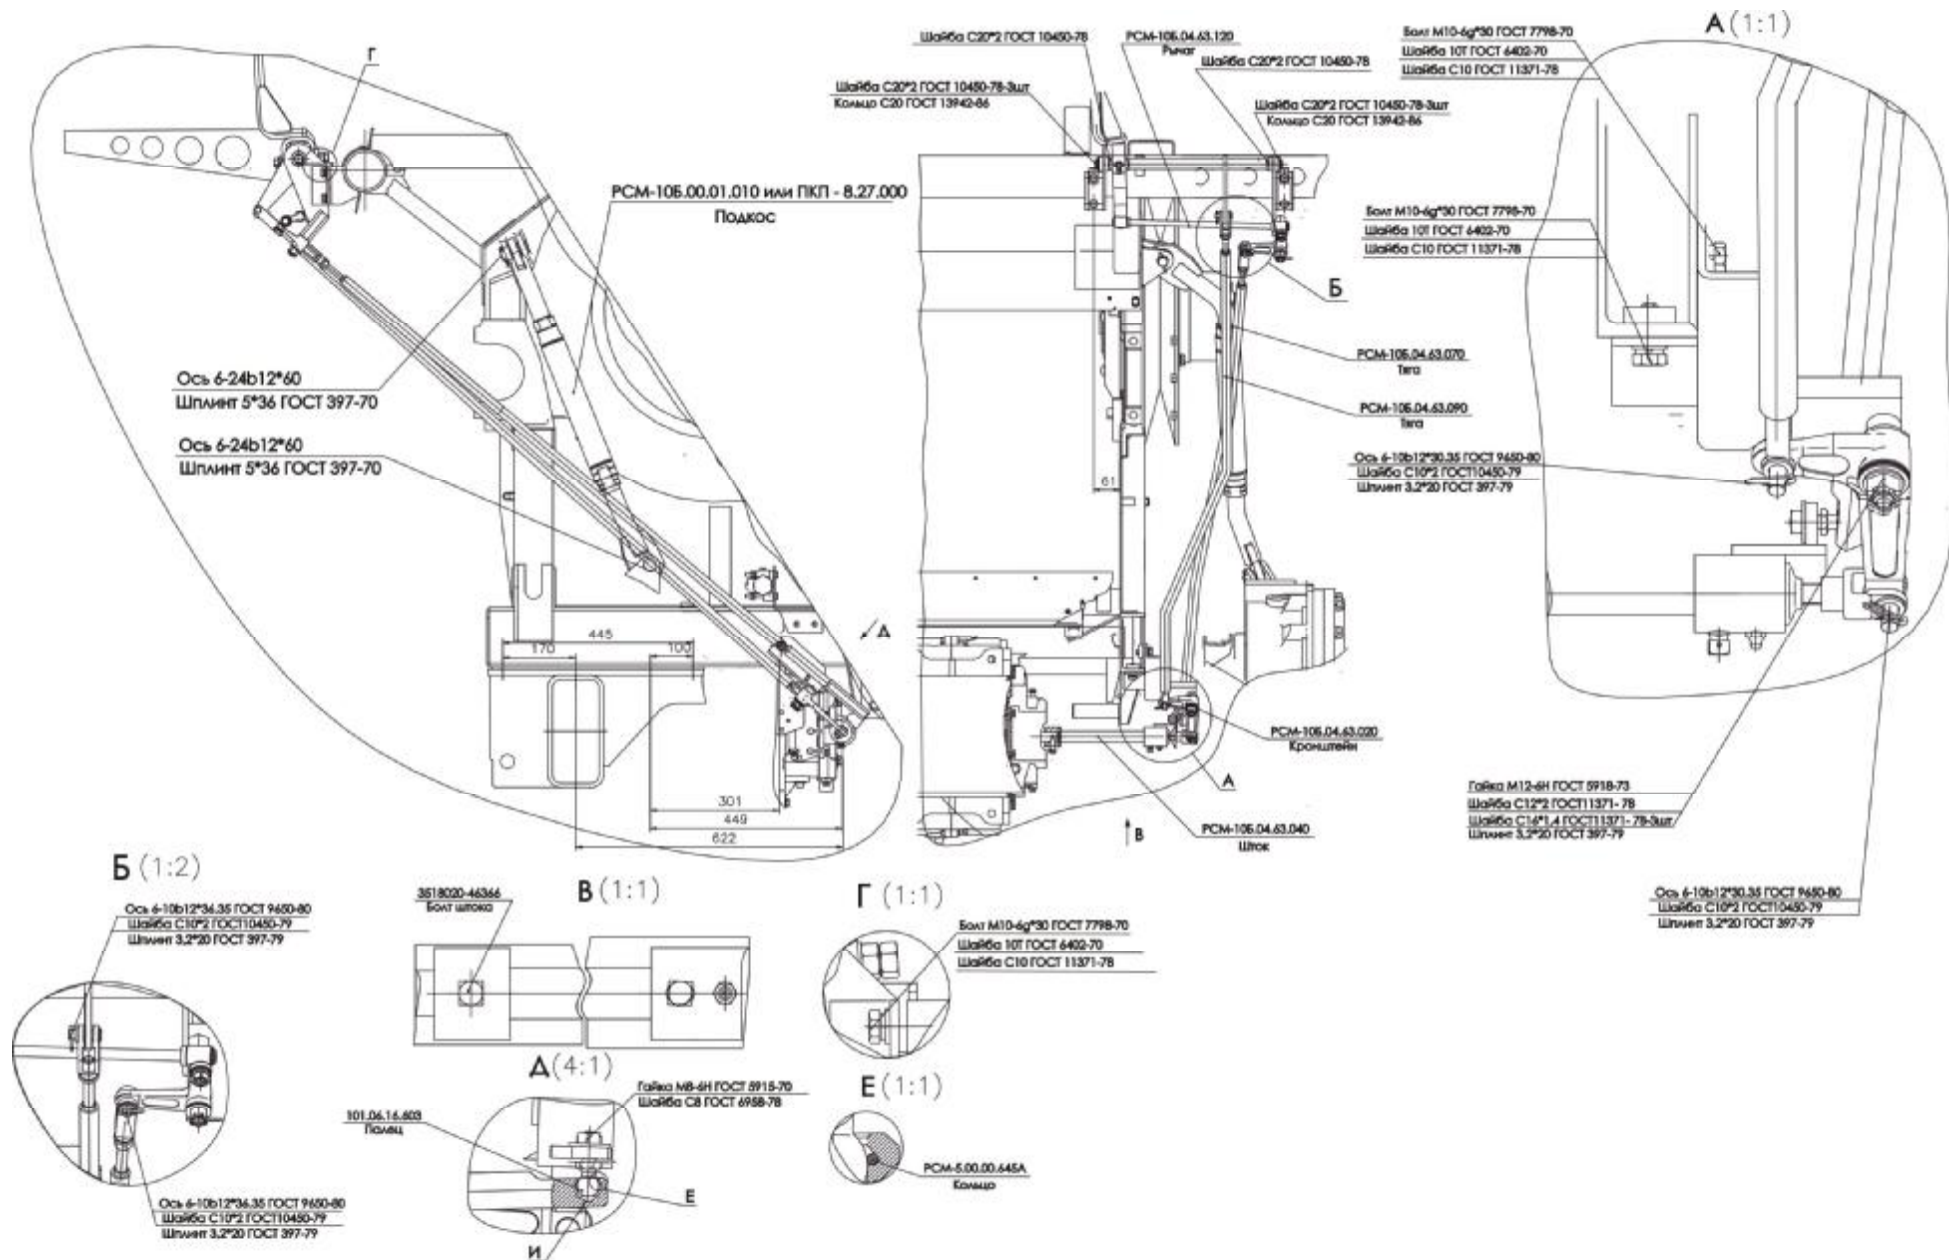 Г
РСМ-10Б.00.01.010 или ПКП - 8.27.000
Подкос
Ось 6-24b12*60
Шплинт 5*36 ГОСТ 397-70
Ось 6-24b12*60
Шплинт 5*36 ГОСТ 397-70
Д
445
170
100
301
449
622
Шайба С20*2 ГОСТ 10450-78
РСМ-10Б.04.63.120
Рычаг
Шайба С20*2 ГОСТ 10450-78
Шайба С20*2 ГОСТ 10450-78-3шт
Кольцо С20 ГОСТ 13942-86
Шайба С20*2 ГОСТ 10450-78-3шт
Кольцо С20 ГОСТ 13942-86
Б
РСМ-10Б.04.63.070
Тяга
РСМ-10Б.04.63.090
Тяга
61
РСМ-10Б.04.63.020
Кронштейн
А
РСМ-10Б.04.63.040
Шток
В
А (1:1)
Болт М10-6g*30 ГОСТ 7798-70
Шайба 10Т ГОСТ 6402-70
Шайба С10 ГОСТ 11371-78
Болт М10-6g*30 ГОСТ 7798-70
Шайба 10Т ГОСТ 6402-70
Шайба С10 ГОСТ 11371-78
Ось 6-10b12*30.35 ГОСТ 9650-80
Шайба С10*2 ГОСТ10450-79
Шплинт 3,2*20 ГОСТ 397-79
Гайка М12-6Н ГОСТ 5918-73
Шайба С12*2 ГОСТ11371- 78
Шайба С16*1,4 ГОСТ11371- 78-3шт
Шплинт 3,2*20 ГОСТ 397-79
Ось 6-10b12*30.35 ГОСТ 9650-80
Шайба С10*2 ГОСТ10450-79
Шплинт 3,2*20 ГОСТ 397-79
Б (1:2)
Ось 6-10b12*36.35 ГОСТ 9650-80
Шайба С10*2 ГОСТ10450-79
Шплинт 3,2*20 ГОСТ 397-79
Ось 6-10b12*36.35 ГОСТ 9650-80
Шайба С10*2 ГОСТ10450-79
Шплинт 3,2*20 ГОСТ 397-79
В (1:1)
3518020-46366
Болт штока
Д (4:1)
Гайка М8-6Н ГОСТ 5915-70
Шайба С8 ГОСТ 6958-78
101.06.16.603
Палец
Е
И
Г (1:1)
Болт М10-6g*30 ГОСТ 7798-70
Шайба 10Т ГОСТ 6402-70
Шайба С10 ГОСТ 11371-78
Е (1:1)
РСМ-5.00.00.645А
Кольцо